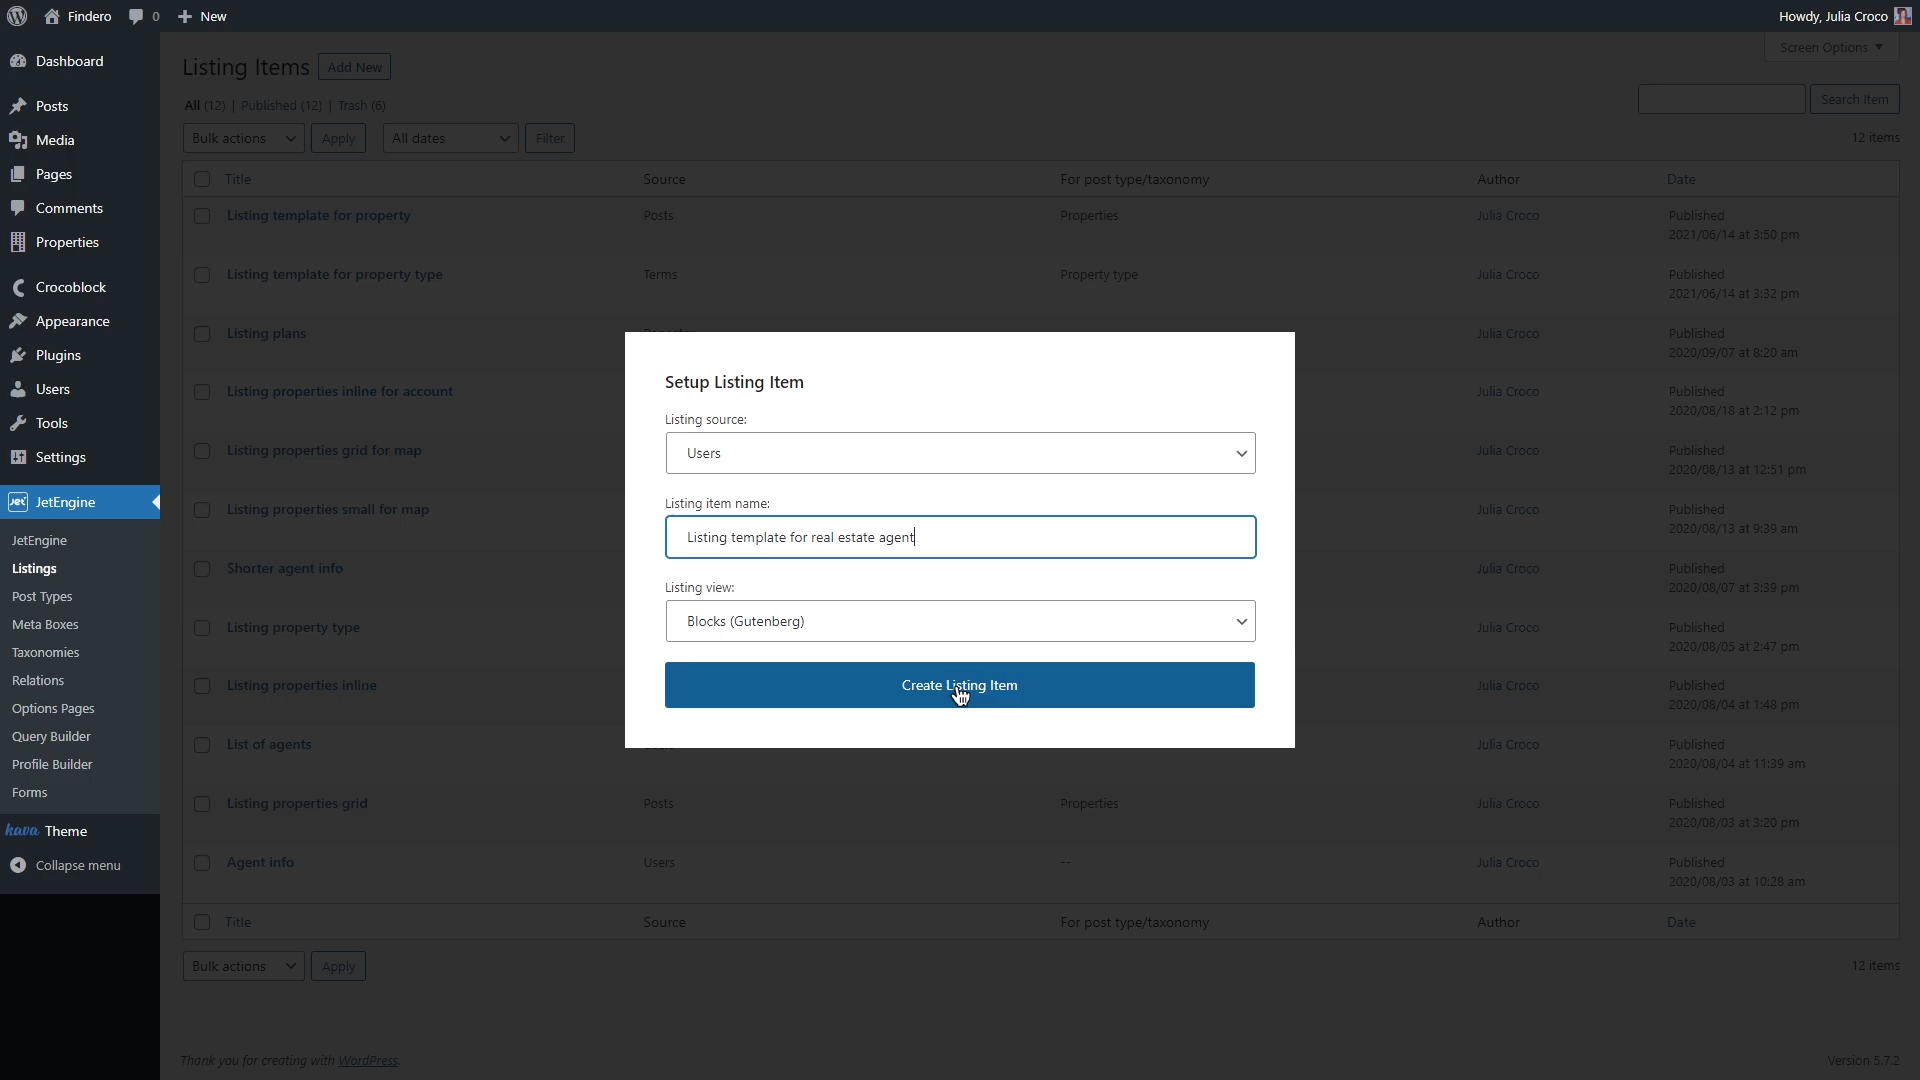 Findero 0 New Howdy, Julia Croco
Dashboard
Posts
Media
Pages
Comments
Properties
Crocoblock
Appearance
Plugins
Users
Tools
Settings
Jet JetEngine
JetEngine
Listings
Post Types
Meta Boxes
Taxonomies
Relations
Options Pages
Query Builder
Profile Builder
Forms
kava Theme
Collapse menu
Screen Options
Listing Items Add New
All (12) | Published (12) | Trash (6)
Search Item
Bulk actions Apply All dates Filter 12 items
Title Source For post type/taxonomy Author Date
Listing template for property Posts Properties Julia Croco Published
2021/06/14 at 3:50 pm
Listing template for property type Terms Property type Julia Croco Published
2021/06/14 at 3:32 pm
Listing plans Julia Croco Published
2020/09/07 at 8:20 am
Listing properties inline for account Julia Croco Published
2020/08/18 at 2:12 pm
Listing properties grid for map Julia Croco Published
2020/08/13 at 12:51 pm
Listing properties small for map Julia Croco Published
2020/08/13 at 9:39 am
Shorter agent info Julia Croco Published
2020/08/07 at 3:39 pm
Listing property type Julia Croco Published
2020/08/05 at 2:47 pm
Listing properties inline Julia Croco Published
2020/08/04 at 1:48 pm
List of agents Julia Croco Published
2020/08/04 at 11:39 am
Listing properties grid Posts Properties Julia Croco Published
2020/08/03 at 3:20 pm
Agent info Users -- Julia Croco Published
2020/08/03 at 10:28 am
Title Source For post type/taxonomy Author Date
Bulk actions Apply 12 items
Thank you for creating with WordPress. Version 5.7.2
Setup Listing Item
Listing source:
Users
Listing item name:
Listing template for real estate agent
Listing view:
Blocks (Gutenberg)
Create Listing Item